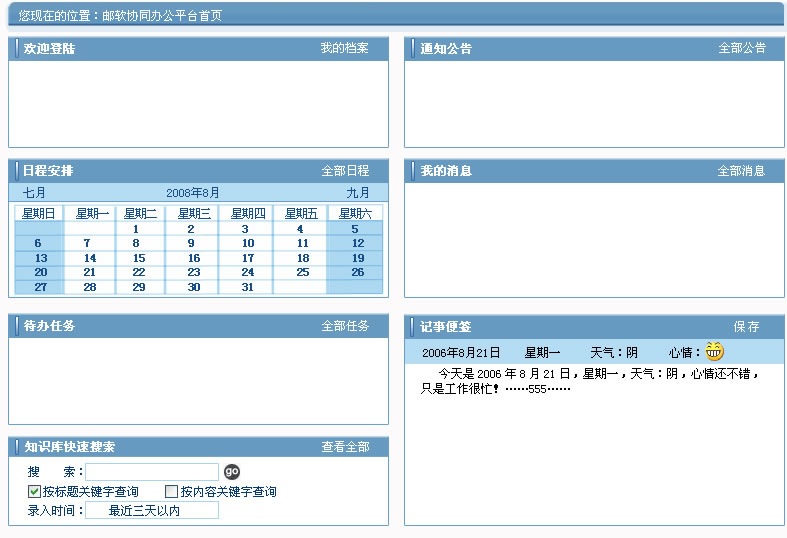 您现在的位置：邮软协同办公平台首页
欢迎登陆 我的档案
日程安排 全部日程
七月 2008年8月 九月
星期日 星期一 星期二 星期三 星期四 星期五 星期六
1 2 3 4 5
6 7 8 9 10 11 12
13 14 15 16 17 18 19
20 21 22 23 24 25 26
27 28 29 30 31
待办任务 全部任务
知识库快速搜索 查看全部
搜 索： go
按标题关键字查询 按内容关键字查询
录入时间： 最近三天以内
通知公告 全部公告
我的消息 全部消息
记事便签 保存
2006年8月21日 星期一 天气：阴 心情：
今天是 2006 年 8 月 21 日，星期一，天气：阴，心情还不错，
只是工作很忙！……555……